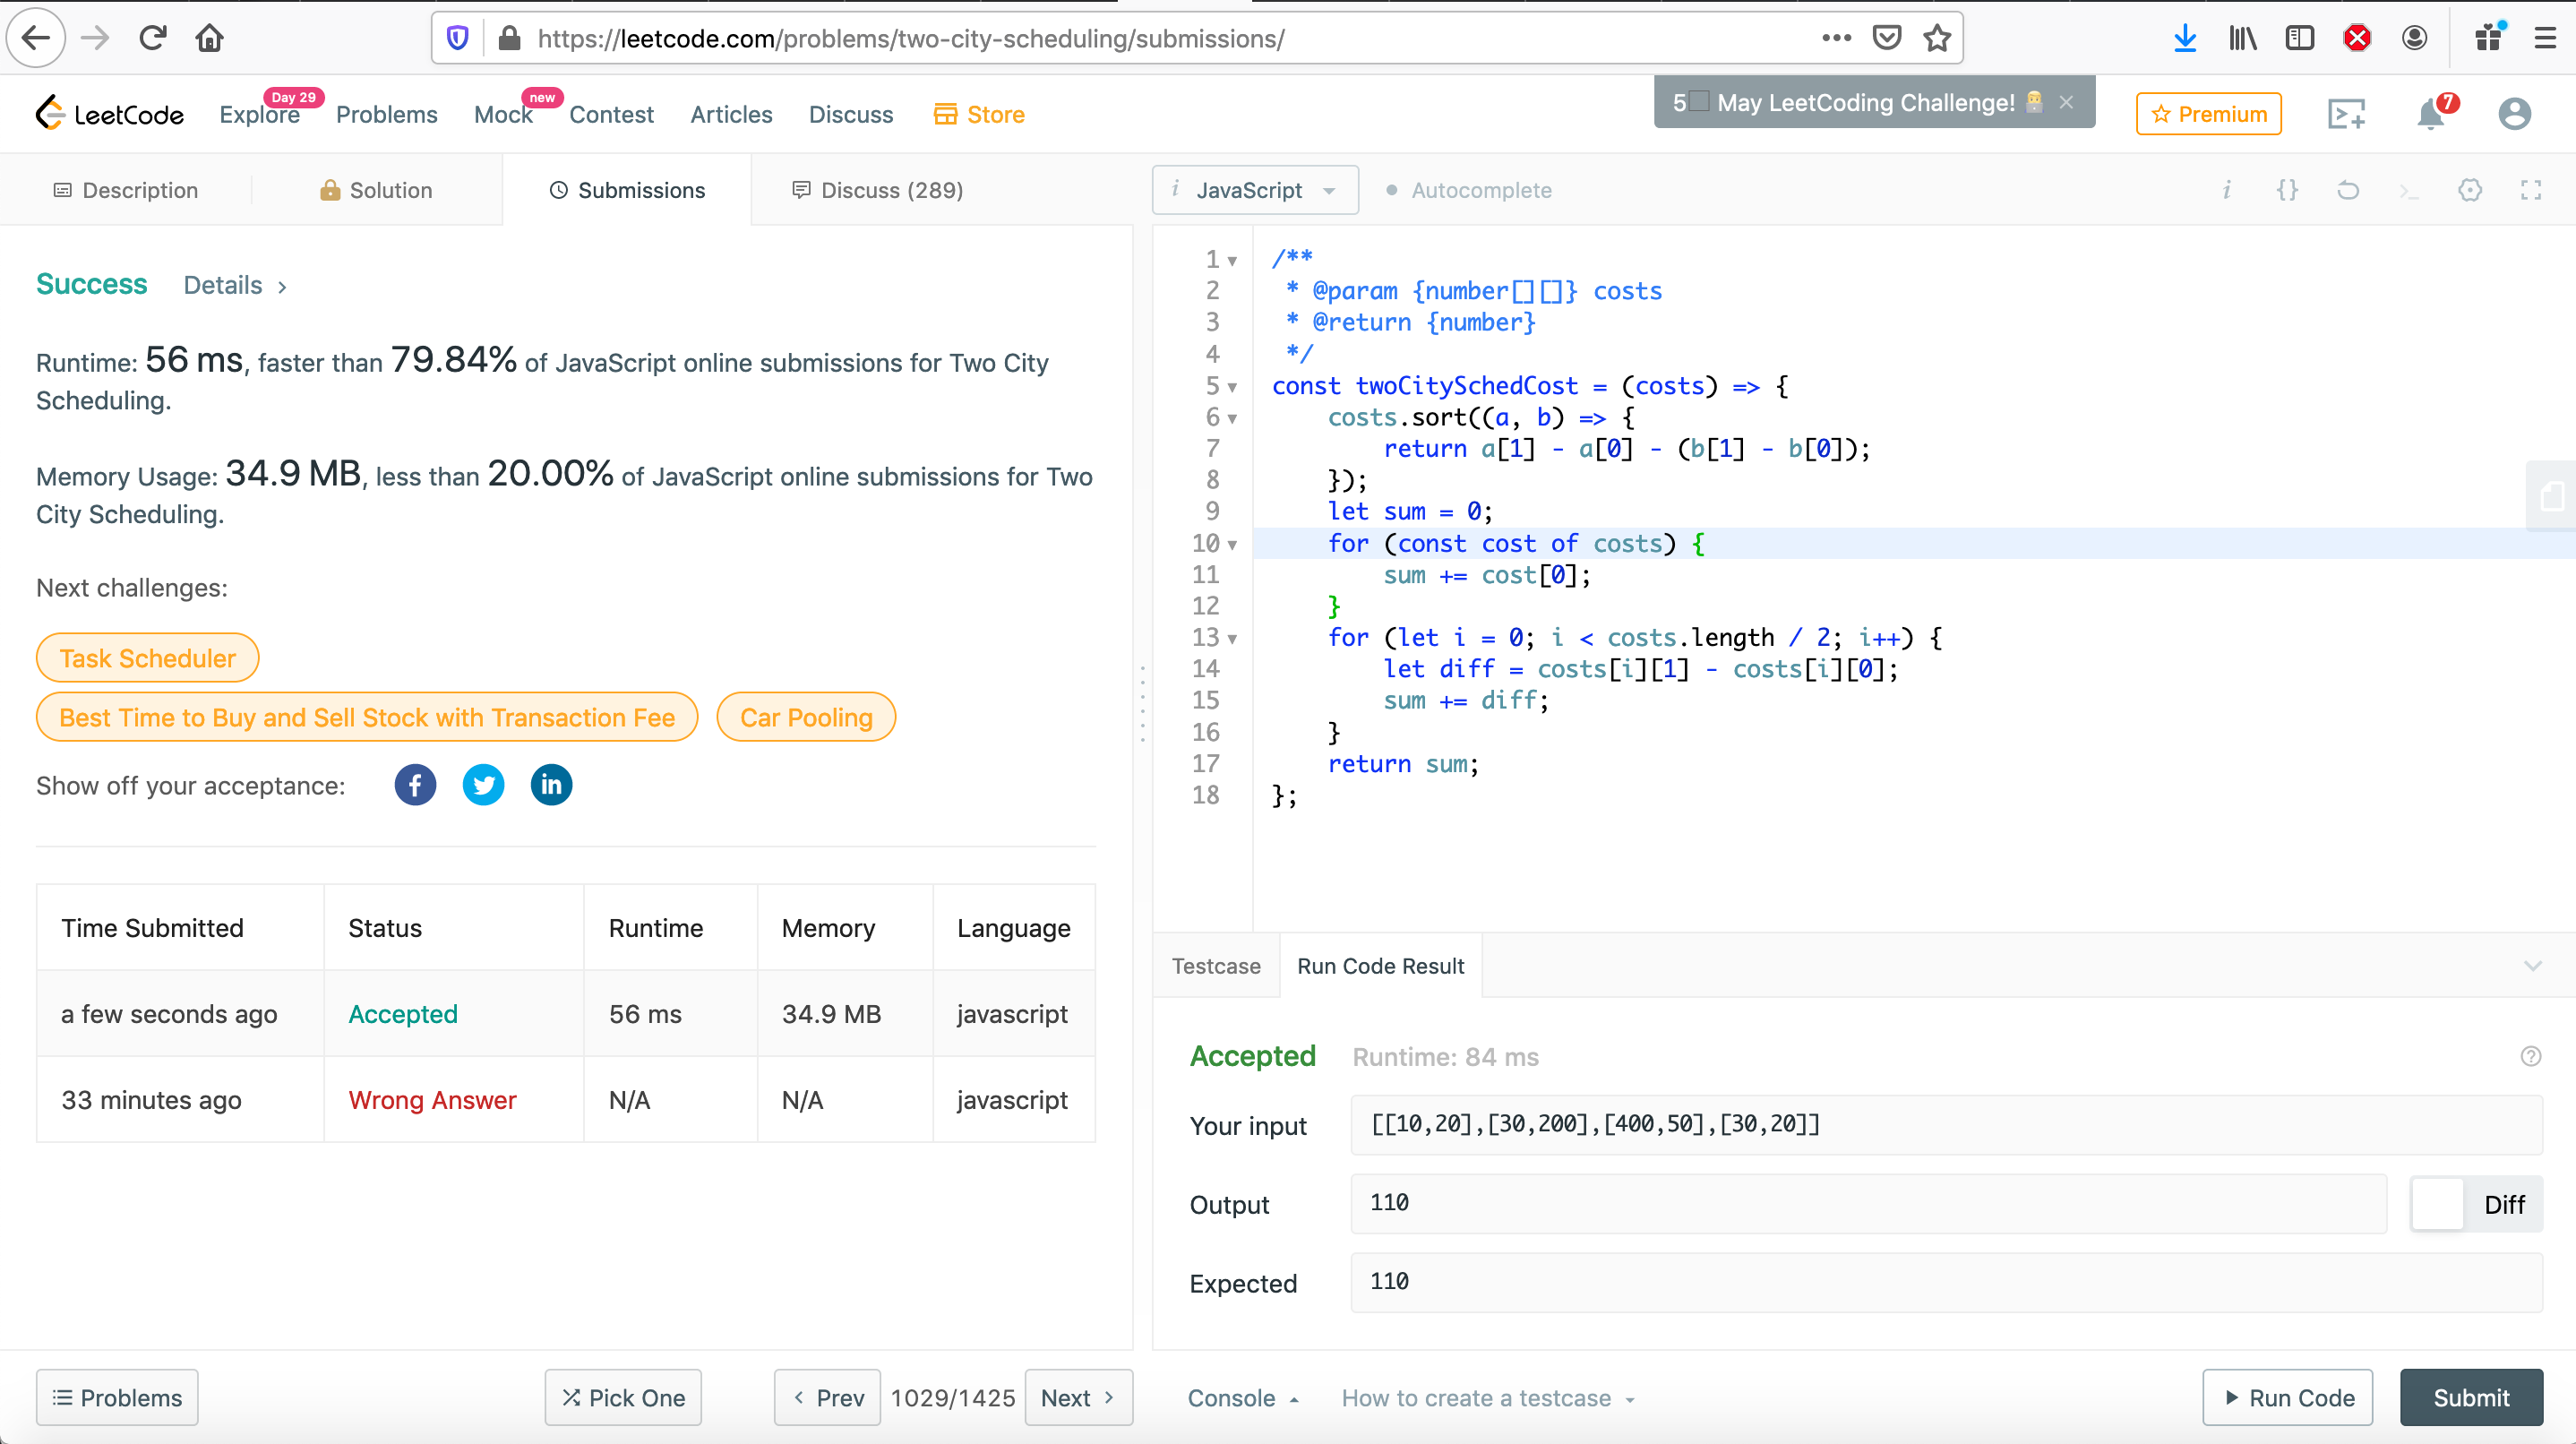 https://leetcode.com/problems/two-city-scheduling/submissions/
LeetCode
Explore
Day 29
Problems
Mock
new
Contest
Articles
Discuss
Store
5 May LeetCoding Challenge!
Premium
7
Description
Solution
Submissions
Discuss (289)
Success
Details
Runtime: 56 ms, faster than 79.84% of JavaScript online submissions for Two City
Scheduling.
Memory Usage: 34.9 MB, less than 20.00% of JavaScript online submissions for Two
City Scheduling.
Next challenges:
Task Scheduler
Best Time to Buy and Sell Stock with Transaction Fee
Car Pooling
Show off your acceptance:
Time Submitted Status Runtime Memory Language
a few seconds ago Accepted 56 ms 34.9 MB javascript
33 minutes ago Wrong Answer N/A N/A javascript
Problems
Pick One
Prev
1029/1425
Next
i JavaScript
Autocomplete
1 /**
2  * @param {number[][]} costs
3  * @return {number}
4  */
5 const twoCitySchedCost = (costs) => {
6     costs.sort((a, b) => {
7         return a[1] - a[0] - (b[1] - b[0]);
8     });
9     let sum = 0;
10     for (const cost of costs) {
11         sum += cost[0];
12     }
13     for (let i = 0; i < costs.length / 2; i++) {
14         let diff = costs[i][1] - costs[i][0];
15         sum += diff;
16     }
17     return sum;
18 };
Testcase
Run Code Result
Accepted
Runtime: 84 ms
Your input
[[10,20],[30,200],[400,50],[30,20]]
Output
110
Diff
Expected
110
Console
How to create a testcase
Run Code
Submit